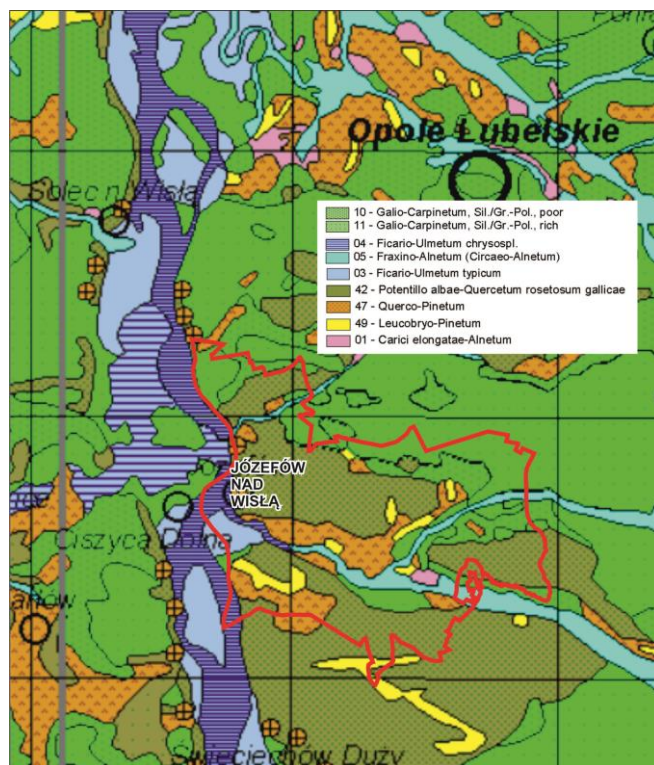 Opole Lubelskie
Solec n. Wisłą
10 - Galio-Carpinetum, Sil./Gr.-Pol., poor
11 - Galio-Carpinetum, Sil./Gr.-Pol., rich
04 - Ficario-Ulmetum chrysospl.
05 - Fraxino-Alnetum (Circaeo-Alnetum)
03 - Ficario-Ulmetum typicum
42 - Potentillo albae-Quercetum rosetosum gallicae
47 - Querco-Pinetum
49 - Leucobryo-Pinetum
01 - Carici elongatae-Alnetum
JÓZEFÓW
NAD
WISŁĄ
Ciszyca Dolna
Święciechów Duży